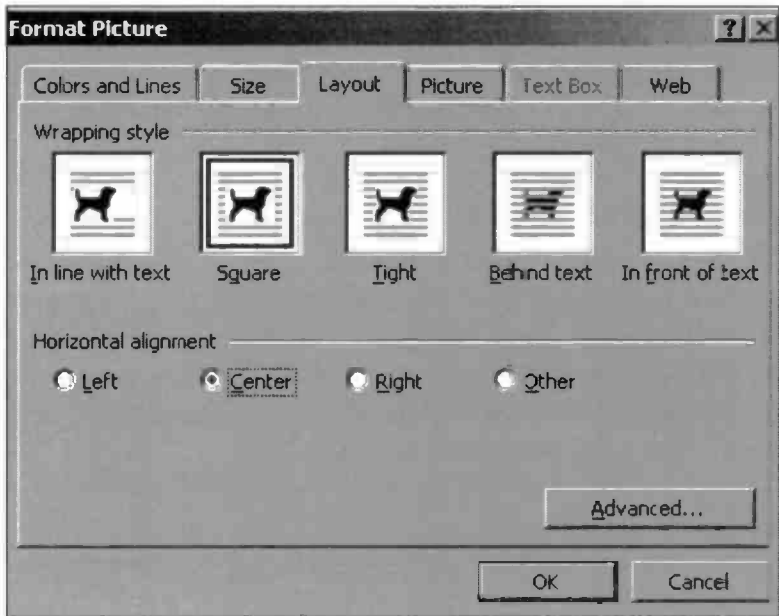 Format Picture
Colors and Lines Size Layout Picture Text Box Web
Wrapping style
In line with text Square Tight Behind text In front of text
Horizontal alignment
Left Center Right Other
Advanced...
OK Cancel